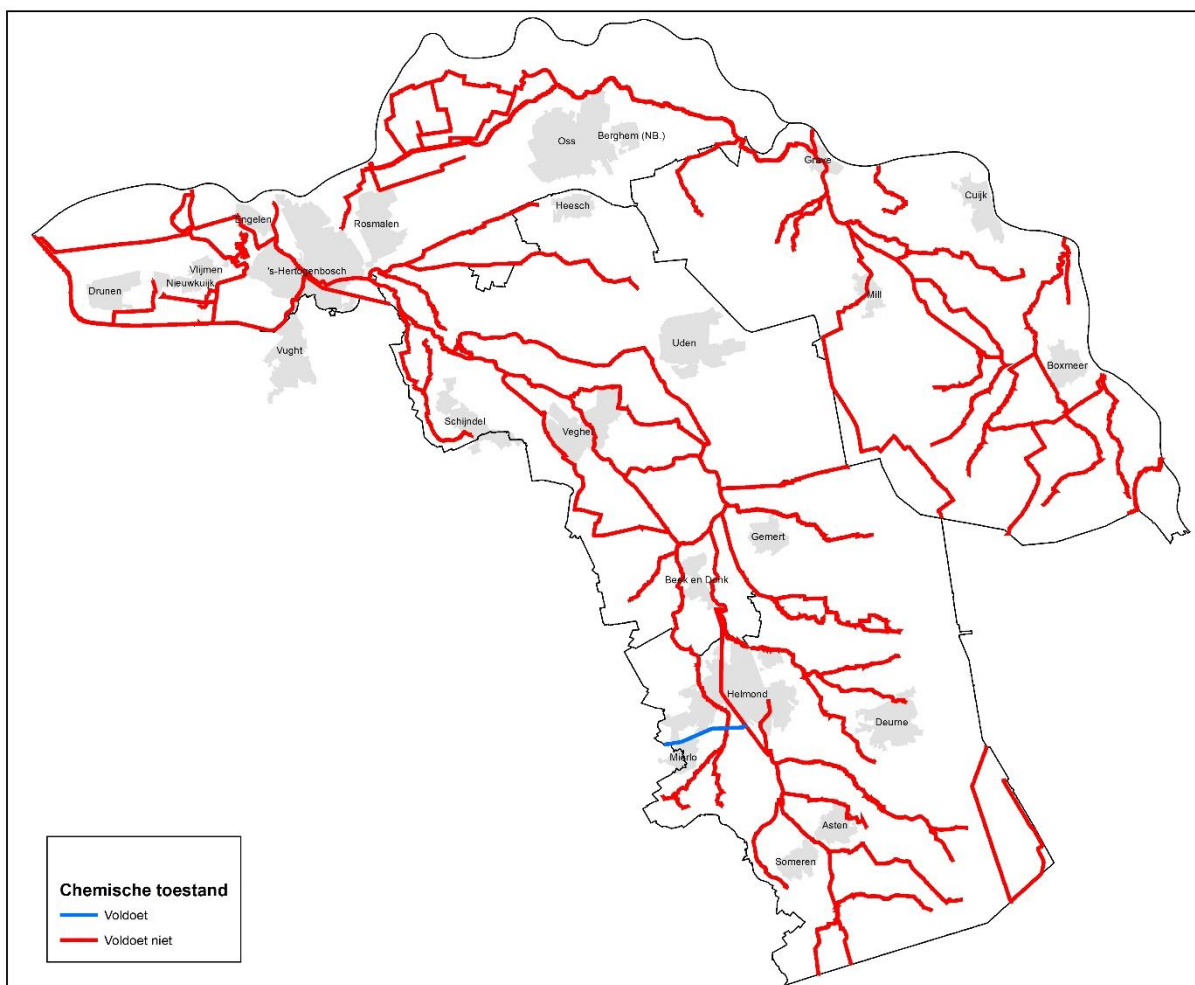 Oss
Berghem (NB.)
Grave
Cuijk
Heesch
Engelen
Rosmalen
Vlijmen
's-Hertogenbosch
Nieuwkuijk
Drunen
Mill
Uden
Vught
Boxmeer
Schijndel
Veghel
Gemert
Beek en Donk
Helmond
Deurne
Mierlo
Asten
Someren
Chemische toestand
Voldoet
Voldoet niet